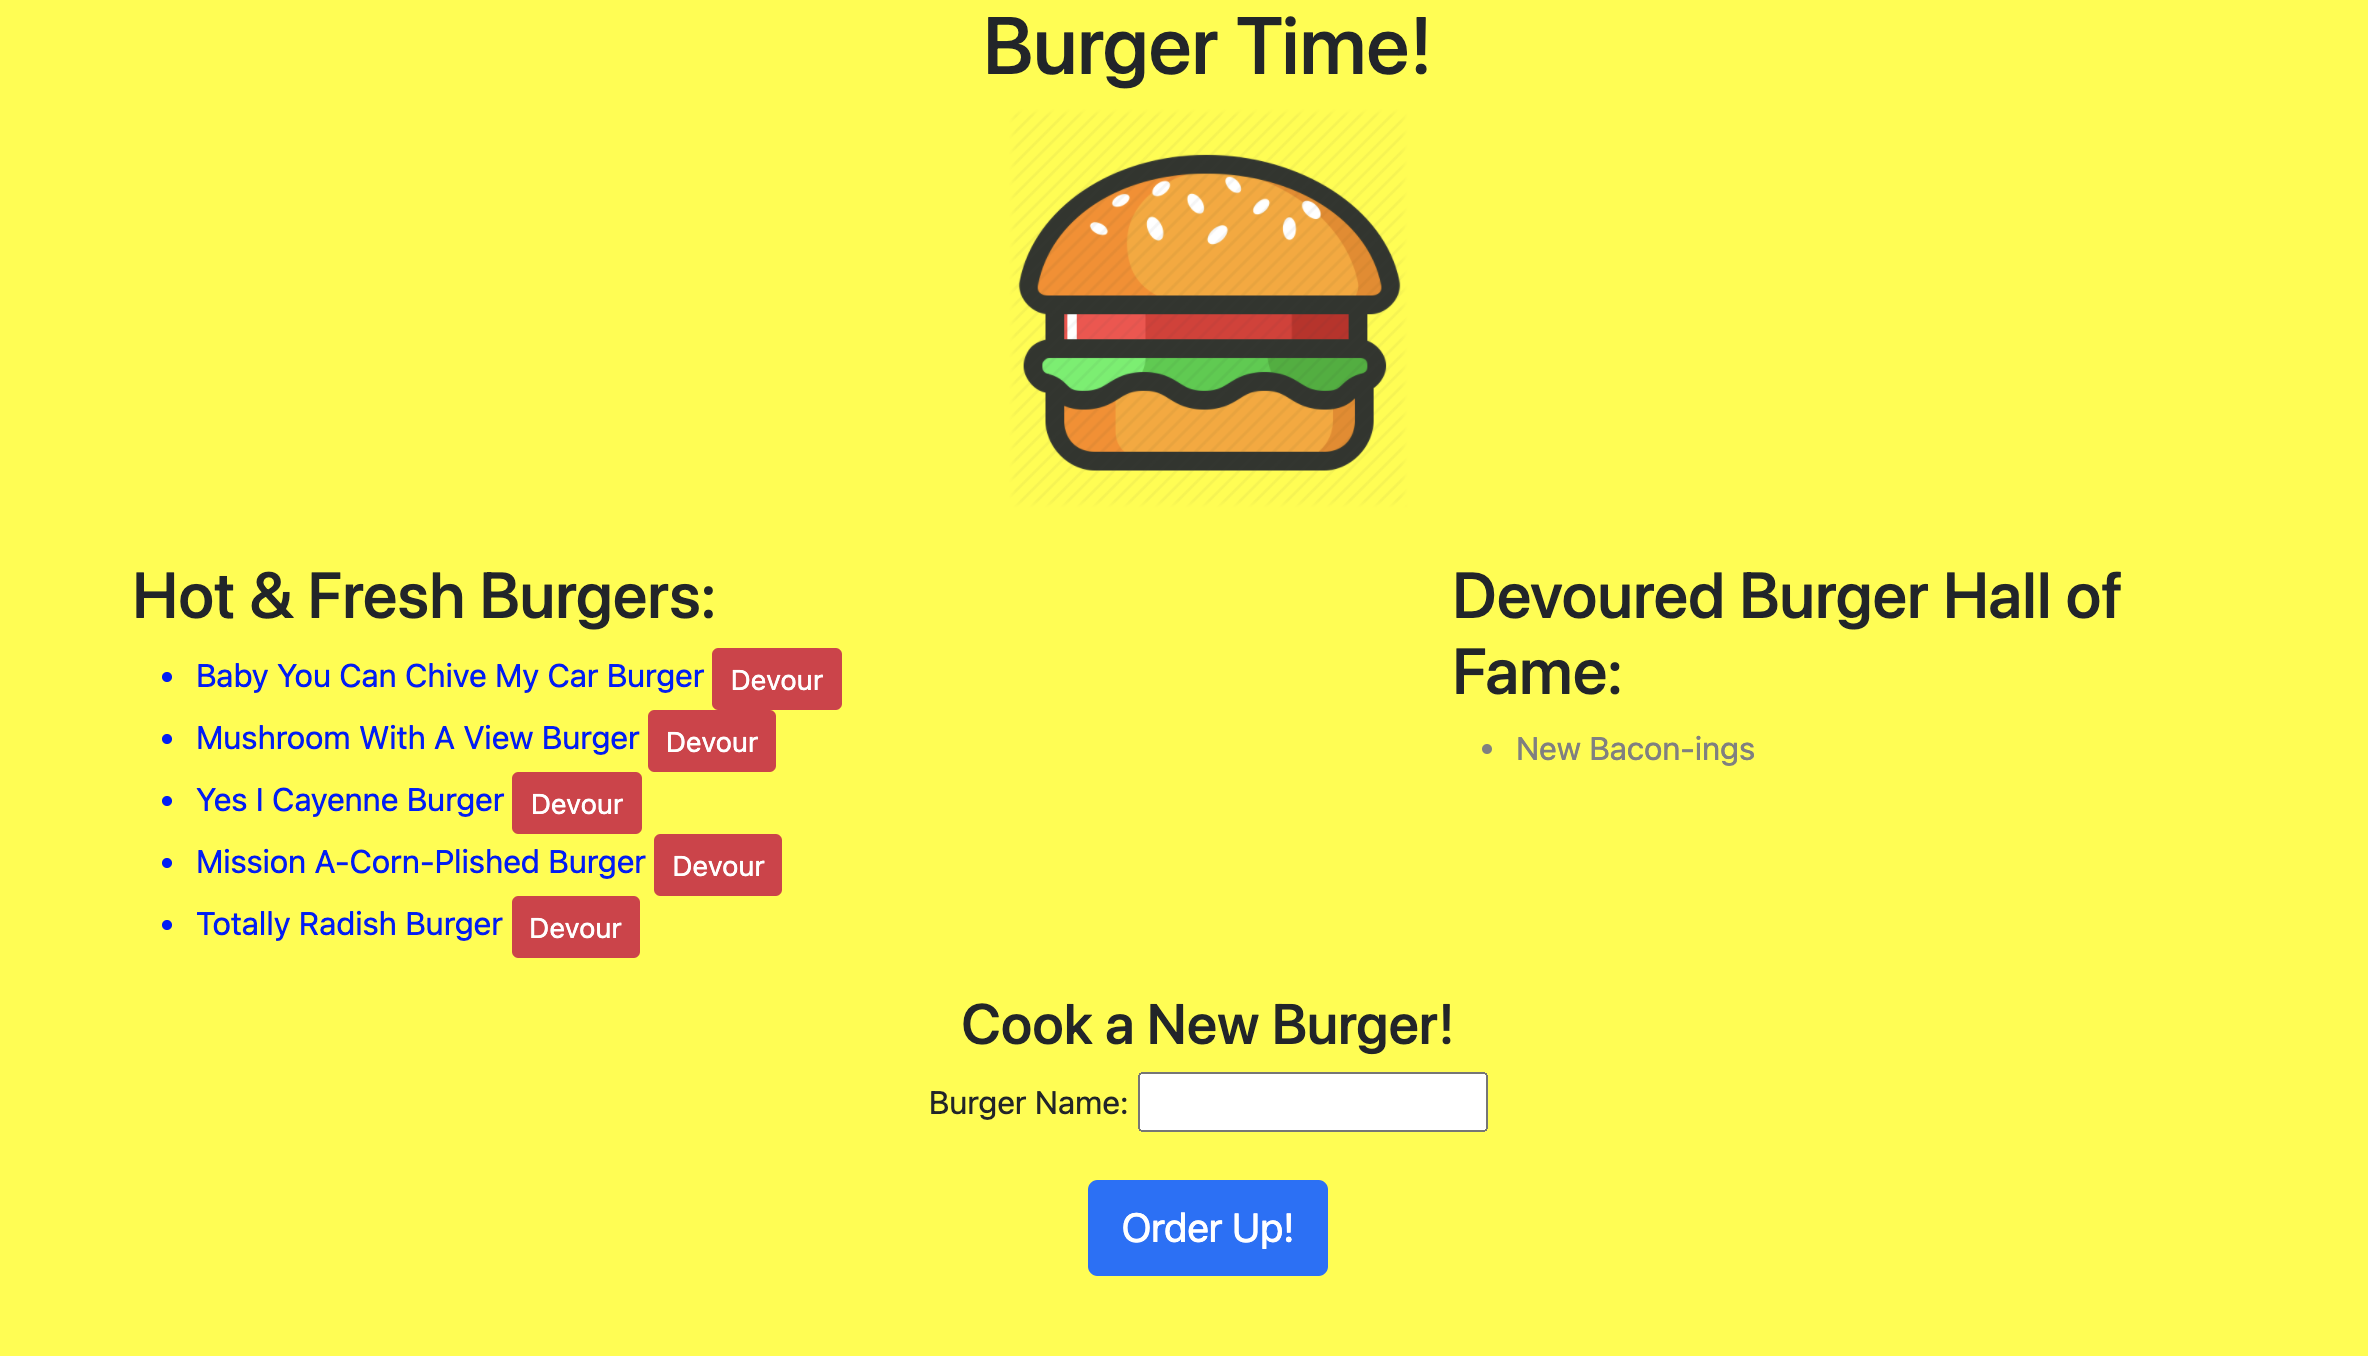 Burger Time!
Hot & Fresh Burgers:
Baby You Can Chive My Car Burger Devour
Mushroom With A View Burger Devour
Yes I Cayenne Burger Devour
Mission A-Corn-Plished Burger Devour
Totally Radish Burger Devour
Devoured Burger Hall of
Fame:
New Bacon-ings
Cook a New Burger!
Burger Name:
Order Up!